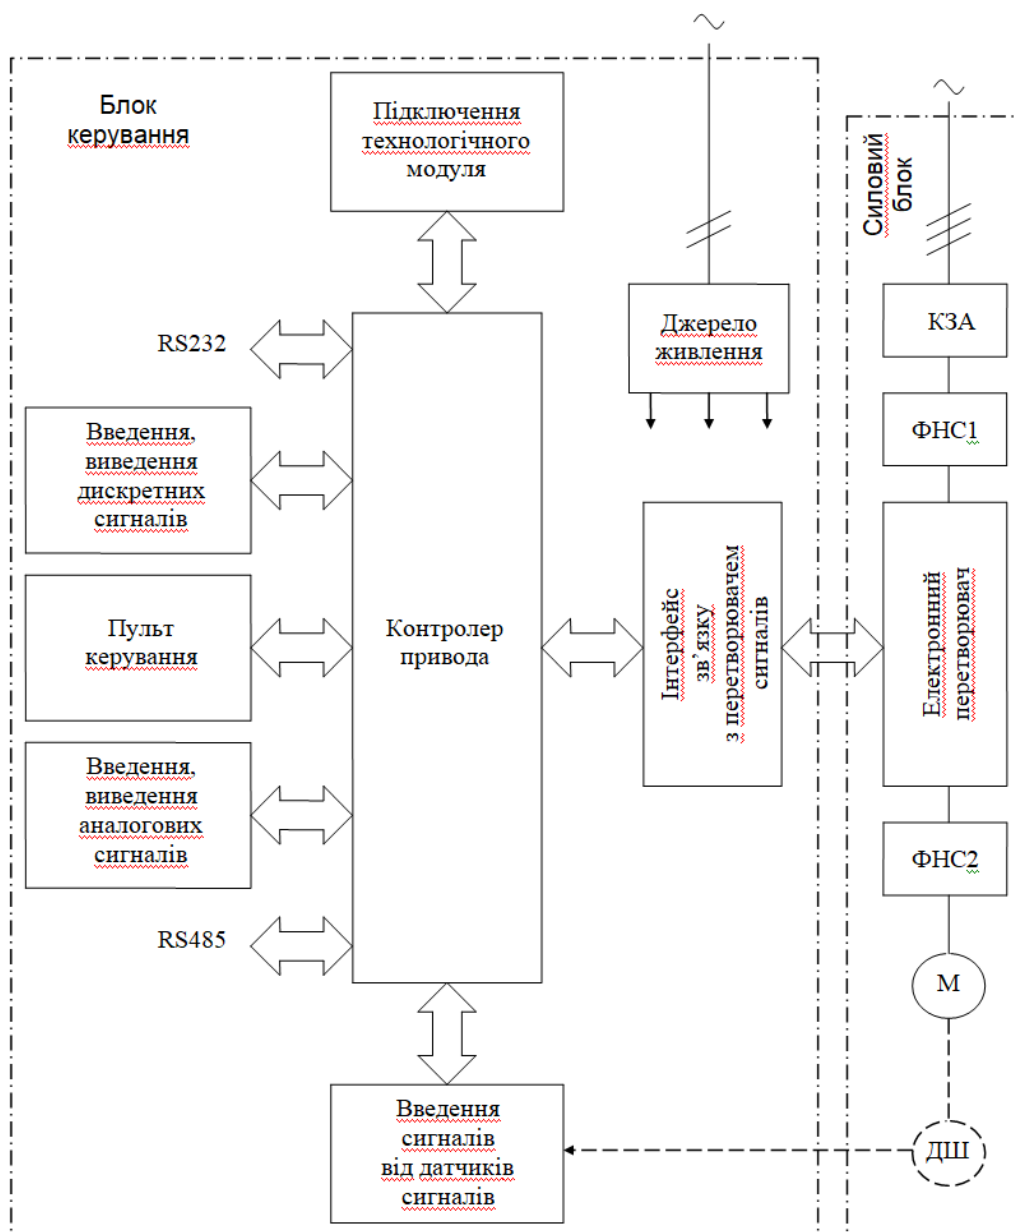 Блок
керування
Підключення
технологічного
модуля
Силовий
блок
RS232
Джерело
живлення
КЗА
ФНС1
Введення,
виведення
дискретних
сигналів
Пульт
керування
Контролер
привода
Інтерфейс
зв’язку
з перетворювачем
сигналів
Електронний
перетворювач
Введення,
виведення
аналогових
сигналів
ФНС2
RS485
М
Введення
сигналів
від датчиків
сигналів
ДШ